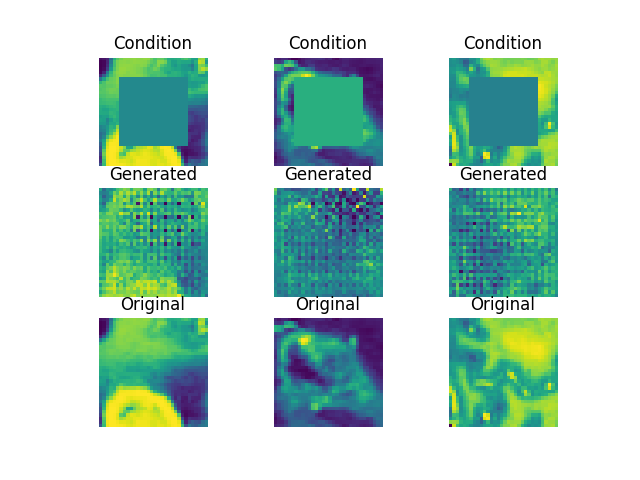 Condition Condition Condition
Generated Generated Generated
Original Original Original